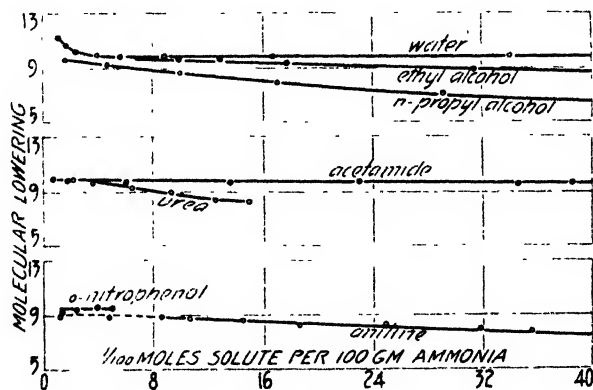 13
water
9
ethyl alcohol
n-propyl alcohol
5
MOLECULAR LOWERING
13
acetamide
9
urea
5
13
o-nitrophenol
9
aniline
5
1/100 MOLES SOLUTE PER 100 GM AMMONIA
0 8 16 24 32 40